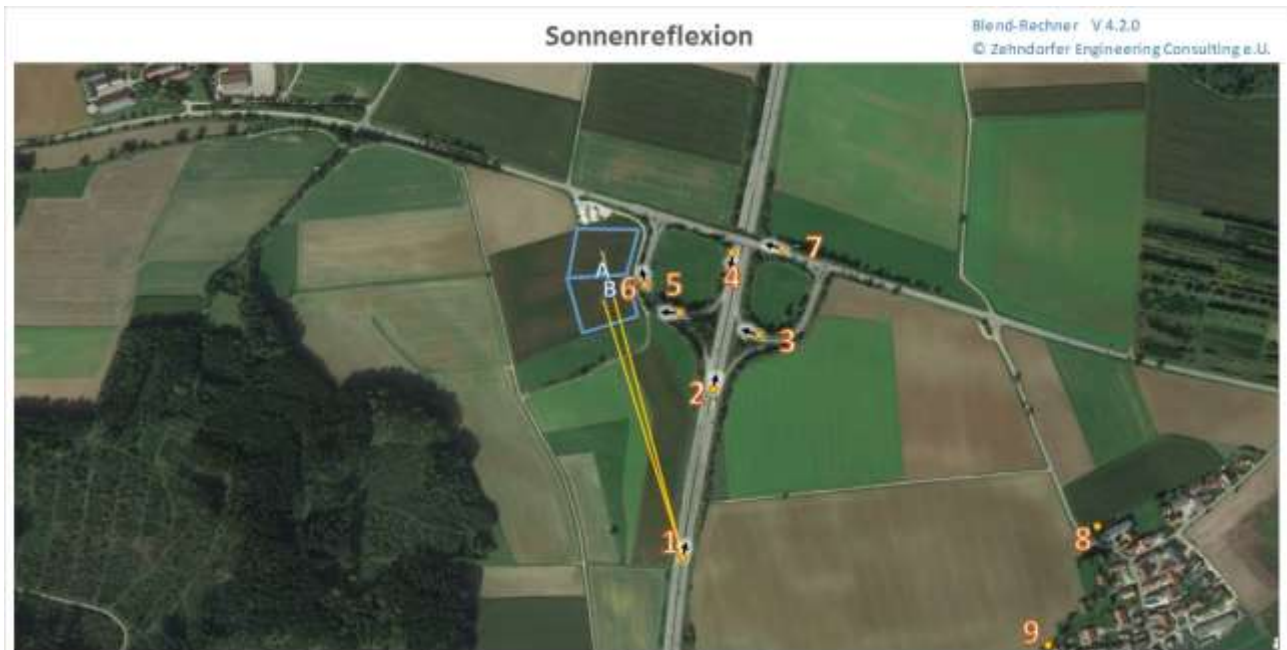 Sonnenreflexion
Blend-Rechner V 4.2.0
© Zehndorfer Engineering Consulting e.U.
A
B
6
5
4
7
3
2
1
8
9